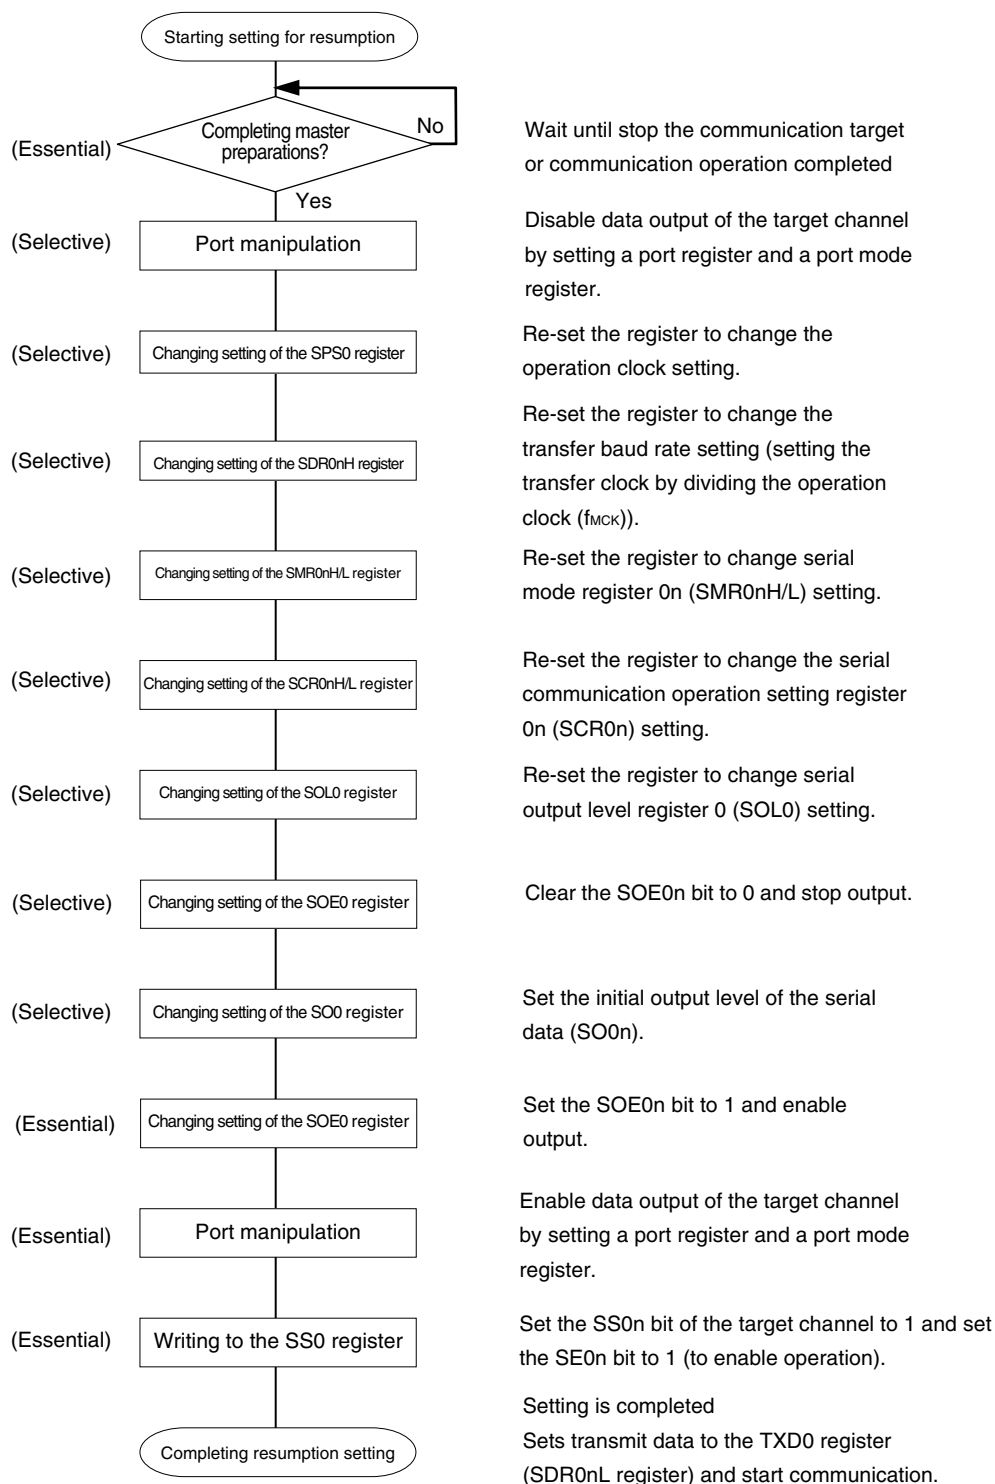 Starting setting for resumption
(Essential)
Completing master
preparations?
No
Yes
Wait until stop the communication target
or communication operation completed
(Selective)
Port manipulation
Disable data output of the target channel
by setting a port register and a port mode
register.
(Selective)
Changing setting of the SPS0 register
Re-set the register to change the
operation clock setting.
(Selective)
Changing setting of the SDR0nH register
Re-set the register to change the
transfer baud rate setting (setting the
transfer clock by dividing the operation
clock (fMCK)).
(Selective)
Changing setting of the SMR0nH/L register
Re-set the register to change serial
mode register 0n (SMR0nH/L) setting.
(Selective)
Changing setting of the SCR0nH/L register
Re-set the register to change the serial
communication operation setting register
0n (SCR0n) setting.
(Selective)
Changing setting of the SOL0 register
Re-set the register to change serial
output level register 0 (SOL0) setting.
(Selective)
Changing setting of the SOE0 register
Clear the SOE0n bit to 0 and stop output.
(Selective)
Changing setting of the SO0 register
Set the initial output level of the serial
data (SO0n).
(Essential)
Changing setting of the SOE0 register
Set the SOE0n bit to 1 and enable
output.
(Essential)
Port manipulation
Enable data output of the target channel
by setting a port register and a port mode
register.
(Essential)
Writing to the SS0 register
Set the SS0n bit of the target channel to 1 and set
the SE0n bit to 1 (to enable operation).
Completing resumption setting
Setting is completed
Sets transmit data to the TXD0 register
(SDR0nL register) and start communication.